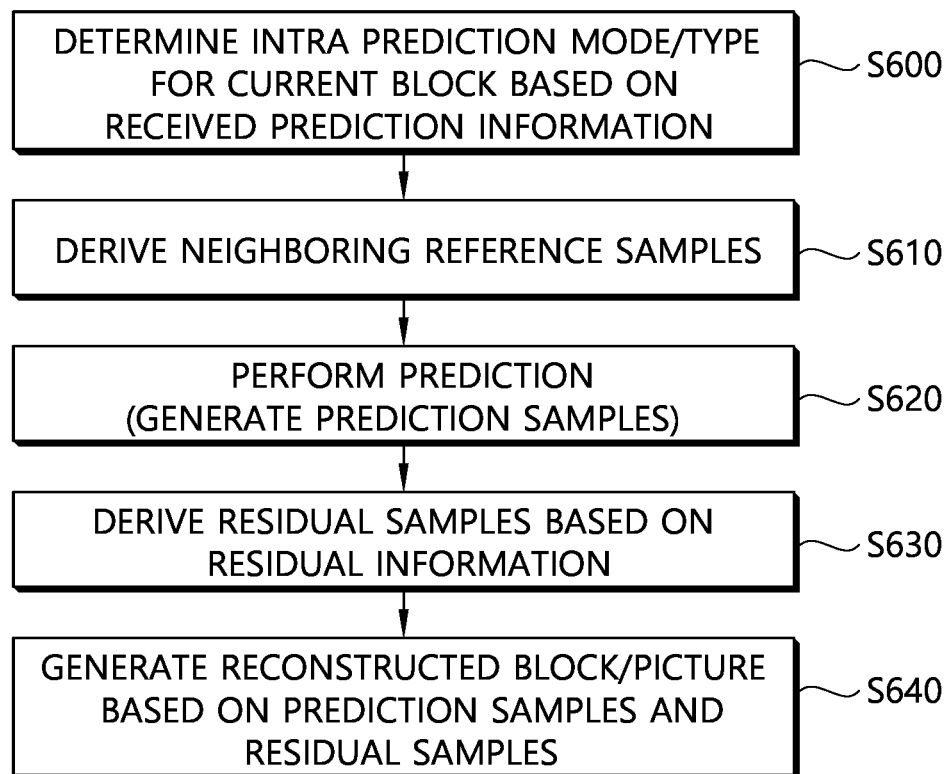 DETERMINE INTRA PREDICTION MODE/TYPE
FOR CURRENT BLOCK BASED ON
RECEIVED PREDICTION INFORMATION
S600
DERIVE NEIGHBORING REFERENCE SAMPLES
S610
PERFORM PREDICTION
(GENERATE PREDICTION SAMPLES)
S620
DERIVE RESIDUAL SAMPLES BASED ON
RESIDUAL INFORMATION
S630
GENERATE RECONSTRUCTED BLOCK/PICTURE
BASED ON PREDICTION SAMPLES AND
RESIDUAL SAMPLES
S640